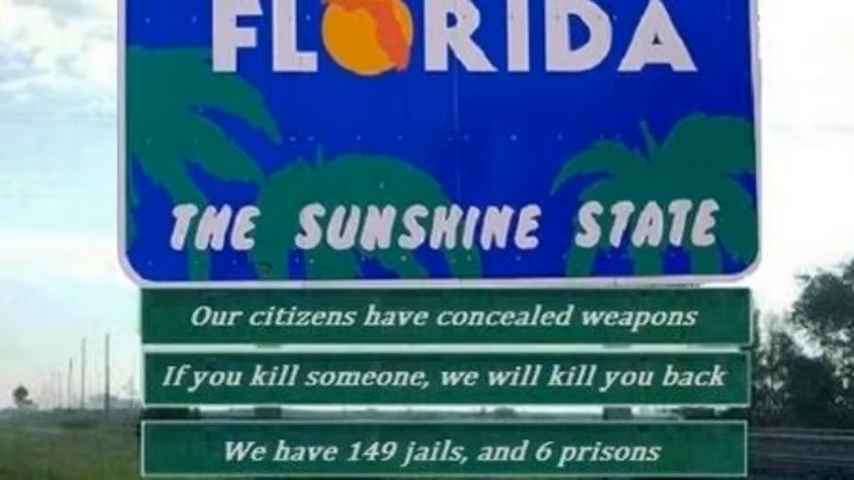 FLORIDA
THE SUNSHINE STATE
Our citizens have concealed weapons
If you kill someone, we will kill you back
We have 149 jails, and 6 prisons